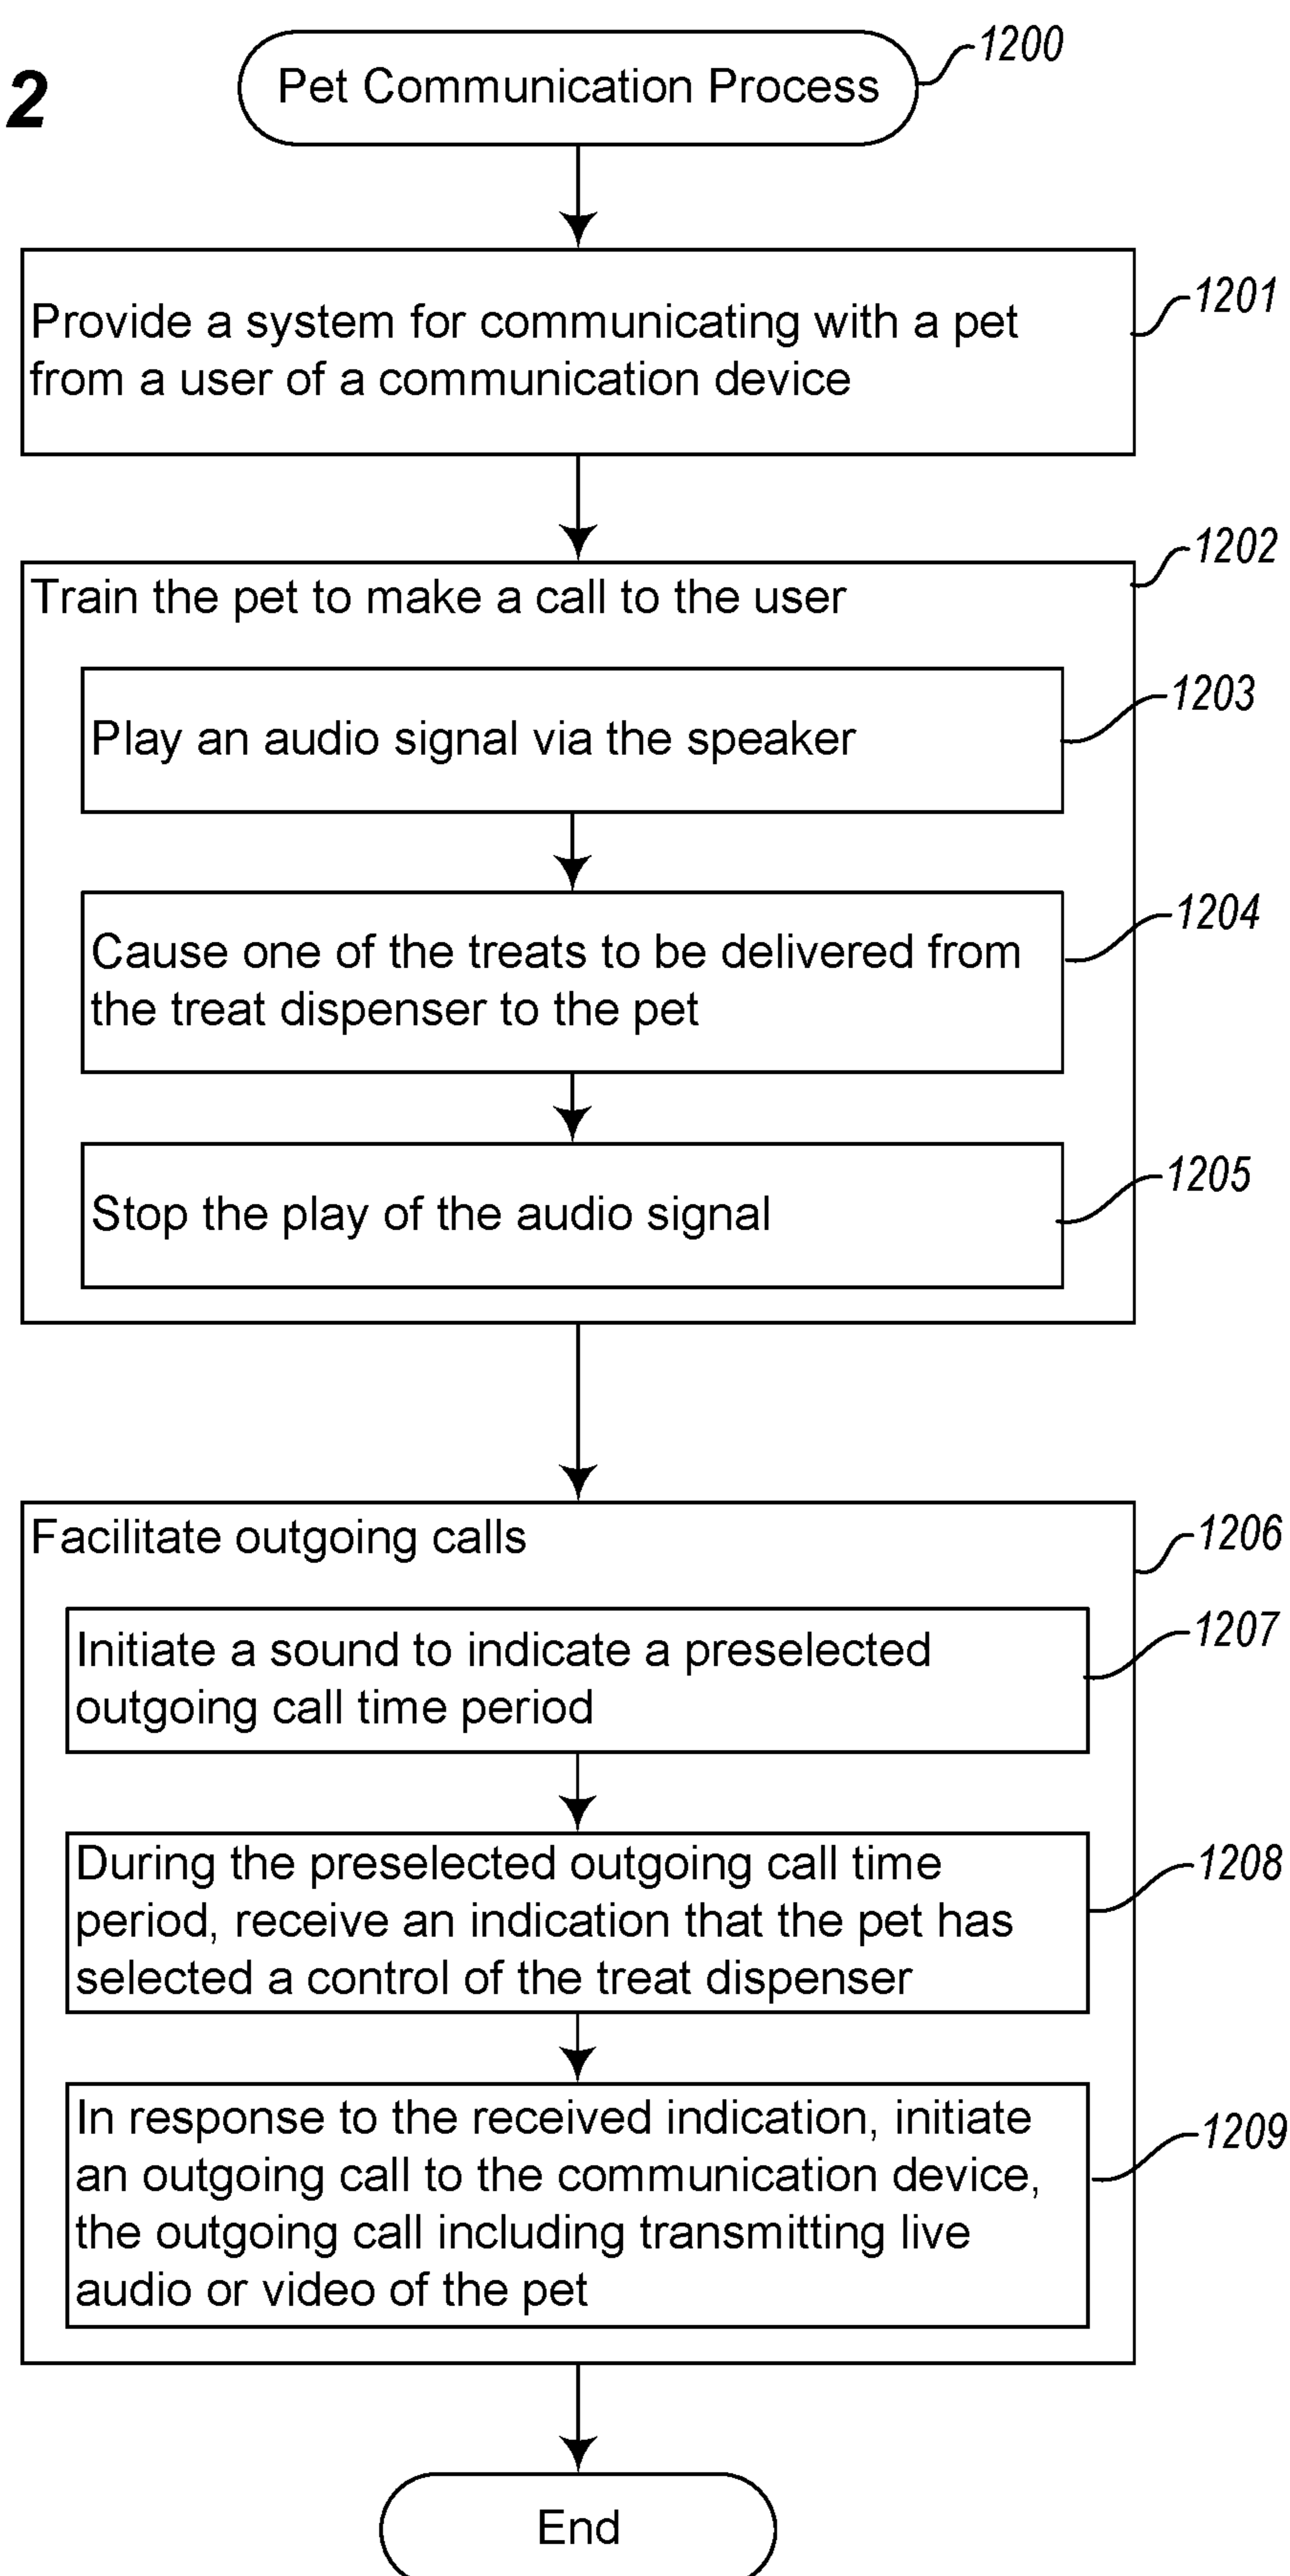 2
Pet Communication Process
1200
Provide a system for communicating with a pet
from a user of a communication device
1201
Train the pet to make a call to the user
1202
Play an audio signal via the speaker
1203
Cause one of the treats to be delivered from
the treat dispenser to the pet
1204
Stop the play of the audio signal
1205
Facilitate outgoing calls
1206
Initiate a sound to indicate a preselected
outgoing call time period
1207
During the preselected outgoing call time
period, receive an indication that the pet has
selected a control of the treat dispenser
1208
In response to the received indication, initiate
an outgoing call to the communication device,
the outgoing call including transmitting live
audio or video of the pet
1209
End